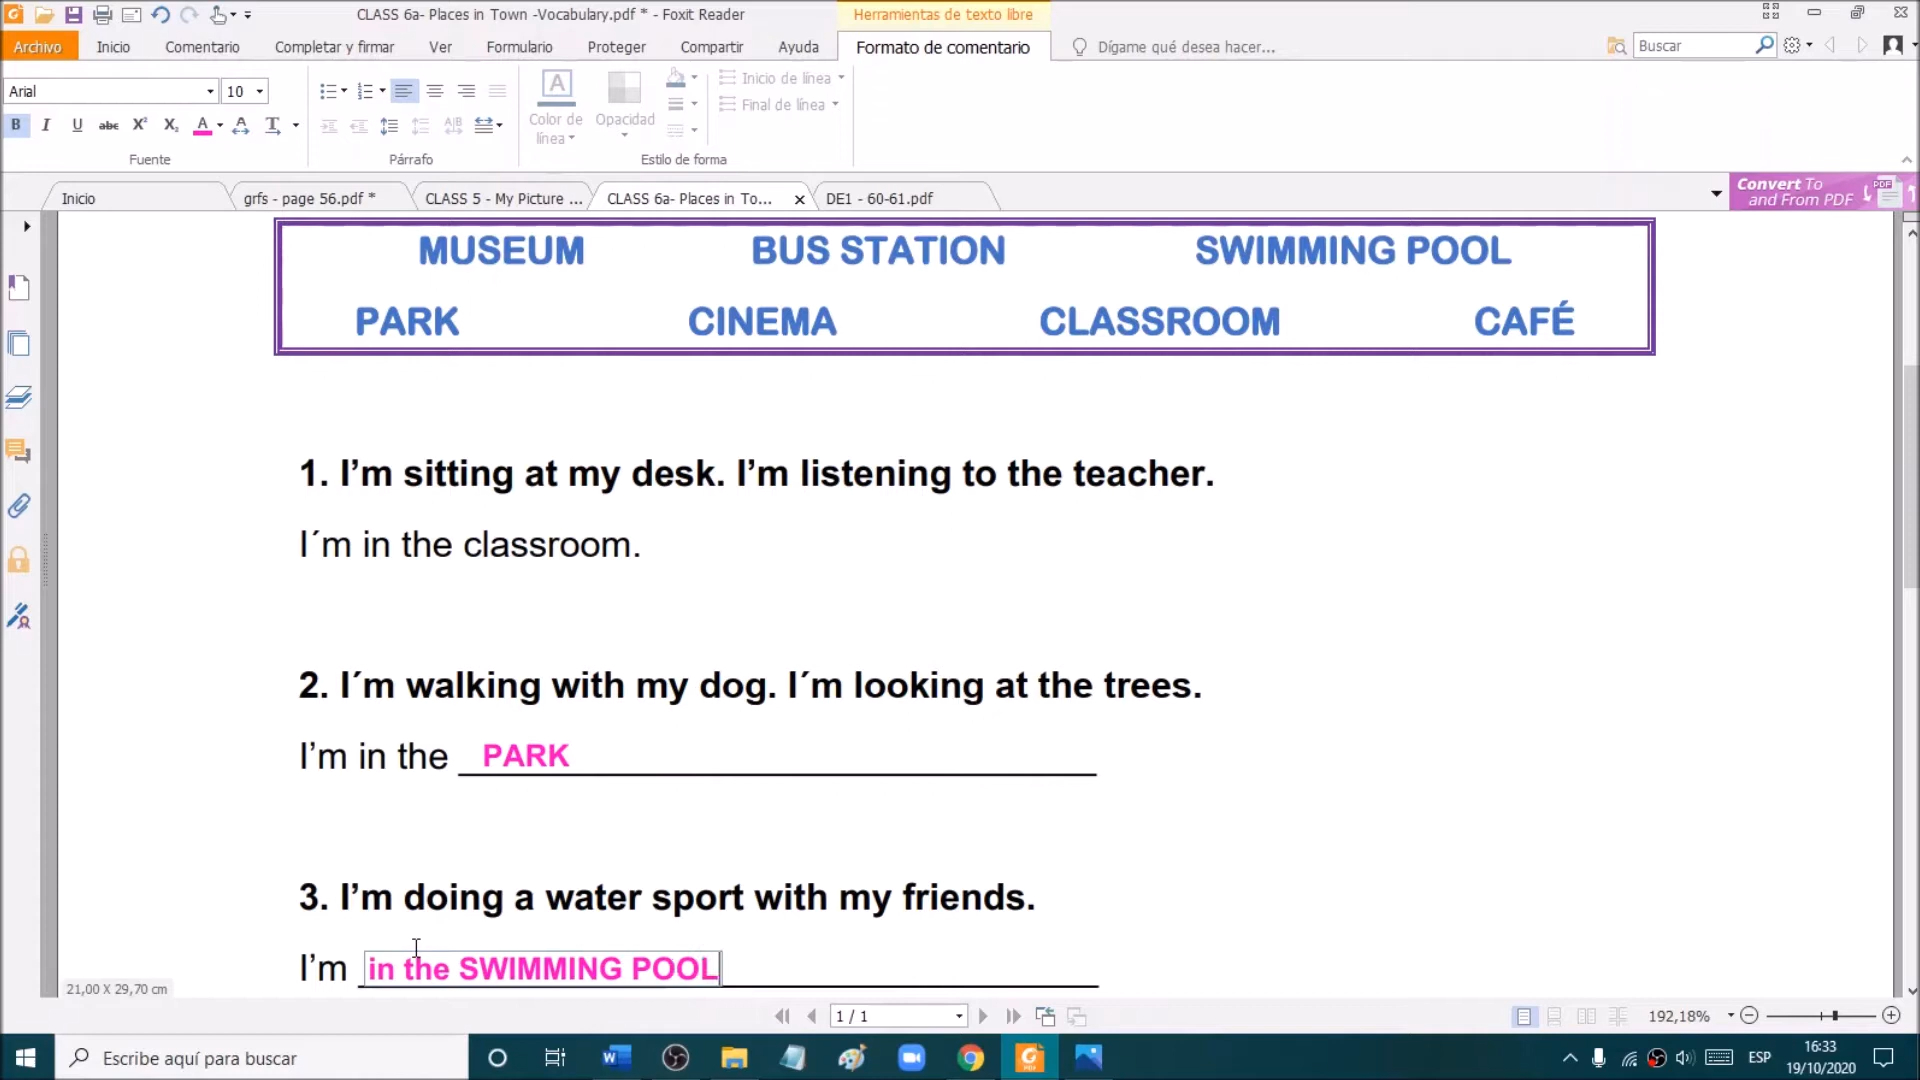 CLASS 6a- Places in Town -Vocabulary.pdf * - Foxit Reader
Herramientas de texto libre
Archivo Inicio Comentario Completar y firmar Ver Formulario Proteger Compartir Ayuda Formato de comentario Dígame qué desea hacer... Buscar
Arial 10
Inicio de línea
Final de línea
Color de línea
Opacidad
Fuente Párrafo Estilo de forma
Inicio grfs - page 56.pdf * CLASS 5 - My Picture ... CLASS 6a- Places in To... DE1 - 60-61.pdf
Convert To
and From PDF
MUSEUM BUS STATION SWIMMING POOL
PARK CINEMA CLASSROOM CAFÉ
1. I’m sitting at my desk. I’m listening to the teacher.
I´m in the classroom.
2. I´m walking with my dog. I´m looking at the trees.
I’m in the PARK
3. I’m doing a water sport with my friends.
I’m in the SWIMMING POOL
21,00 X 29,70 cm
1 / 1
192,18%
Escribe aquí para buscar
ESP
16:33
19/10/2020